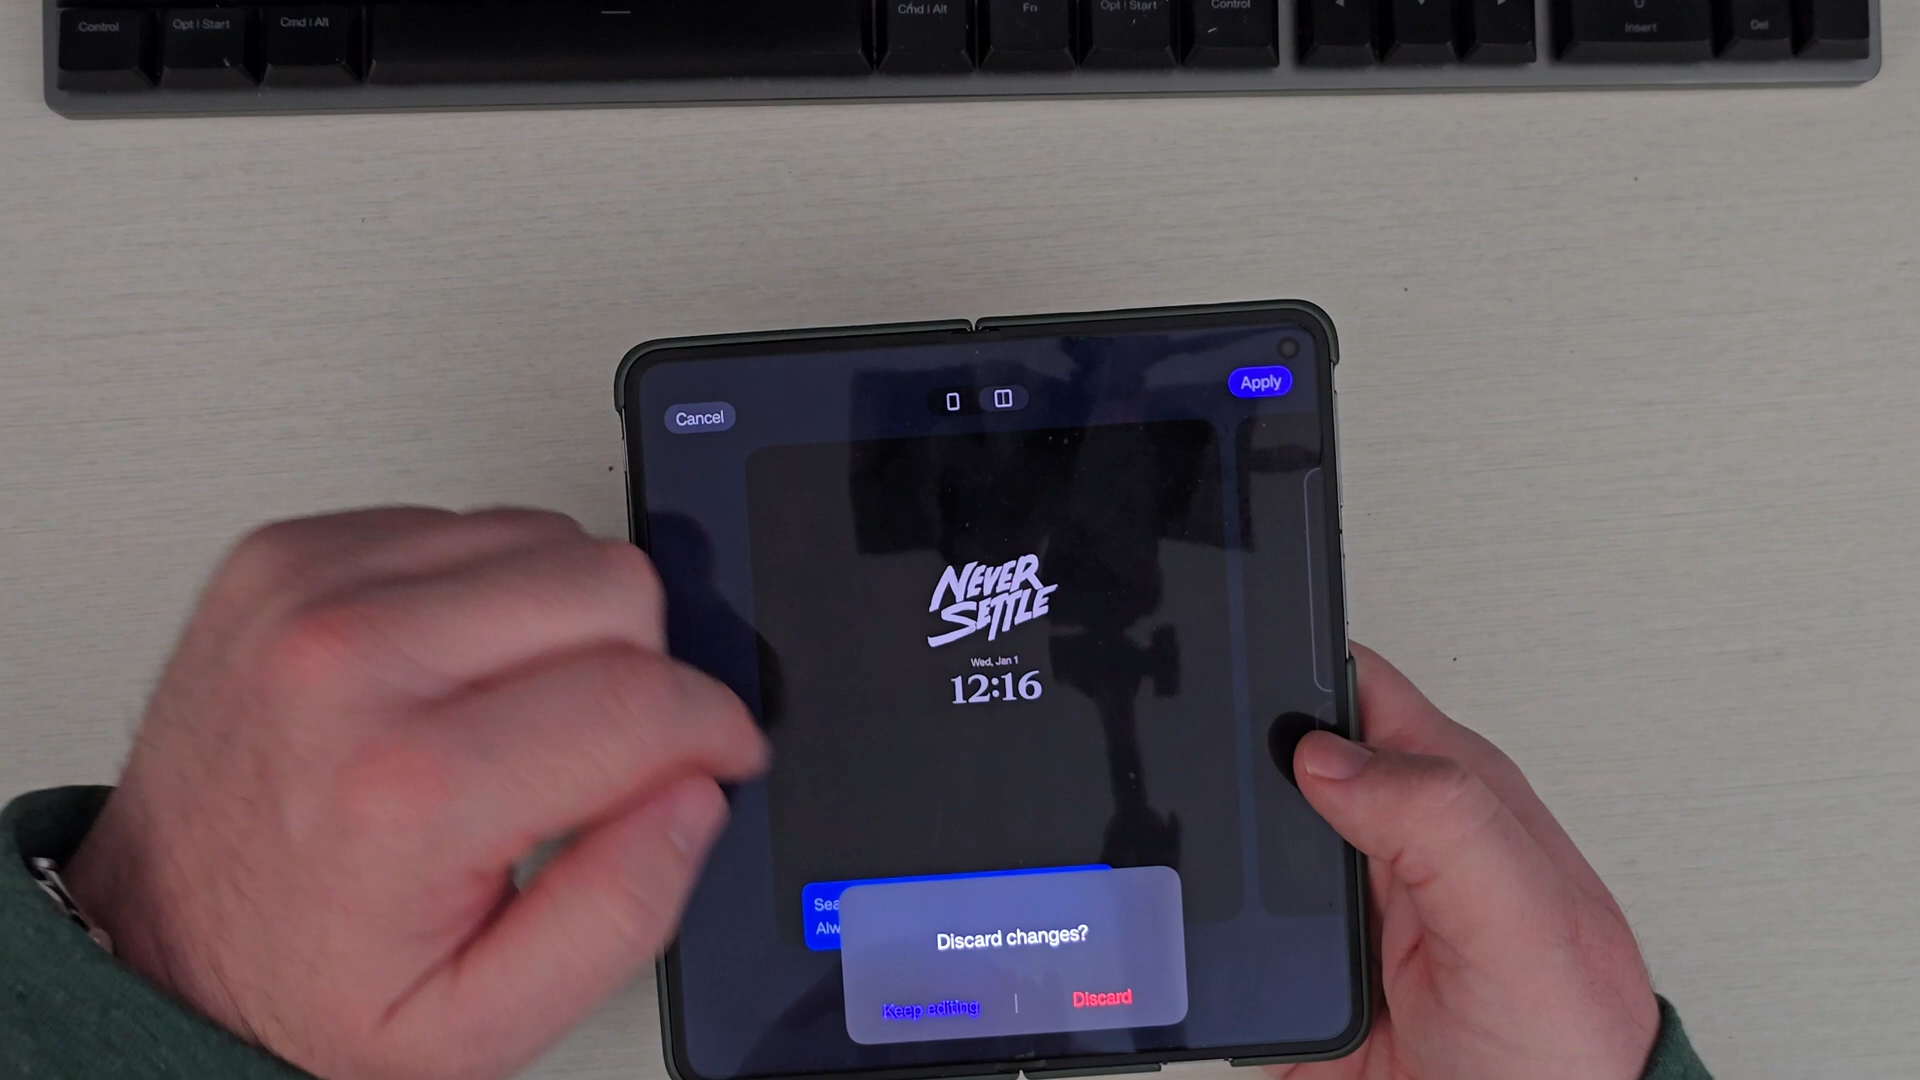 Control
Opt | Start
Cmd | Alt
Cmd | Alt
Fn
Opt | Start
Control
Insert
Del
Cancel
Apply
NEVER
SETTLE
Wed, Jan 1
12:16
Sea
Alw
Discard changes?
Keep editing | Discard